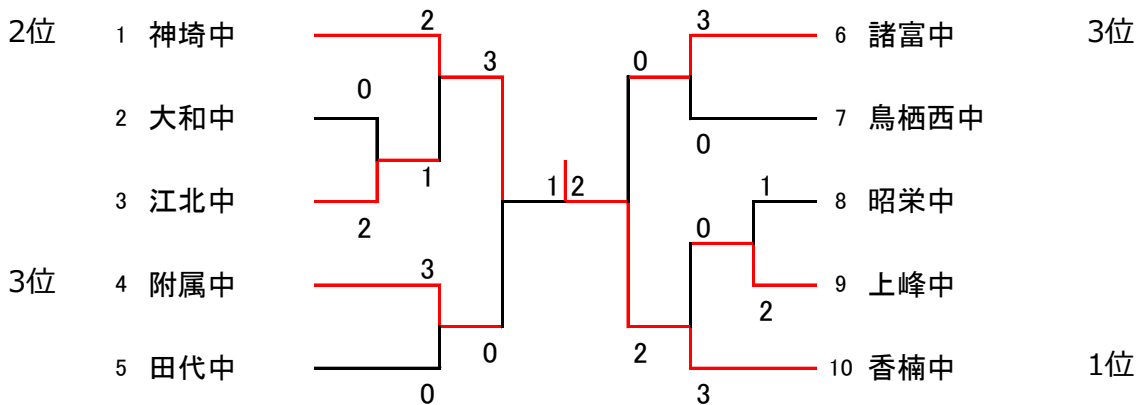 2位 1 神埼中 2 3 6 諸富中 3位
3 0
0
2 大和中 7 鳥栖西中
0
1 1 2 1
3 江北中 8 昭栄中
2 0
3位 4 附属中 3 9 上峰中
2
0 2
5 田代中 10 香楠中 1位
0 3